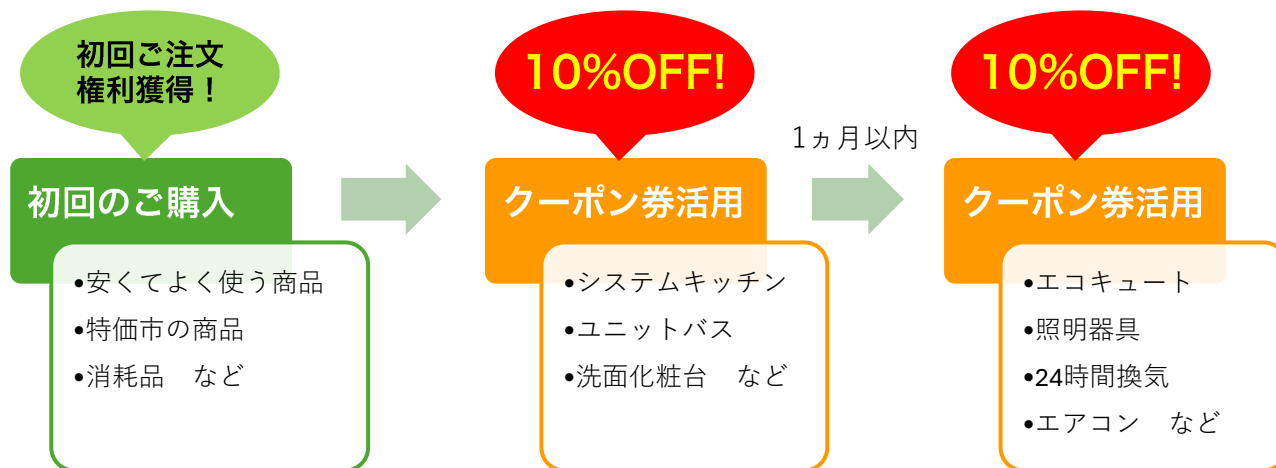 初回ご注文
権利獲得！
初回のご購入
•安くてよく使う商品
•特価市の商品
•消耗品　など
10%OFF!
クーポン券活用
•システムキッチン
•ユニットバス
•洗面化粧台　など
1ヵ月以内
10%OFF!
クーポン券活用
•エコキュート
•照明器具
•24時間換気
•エアコン　など